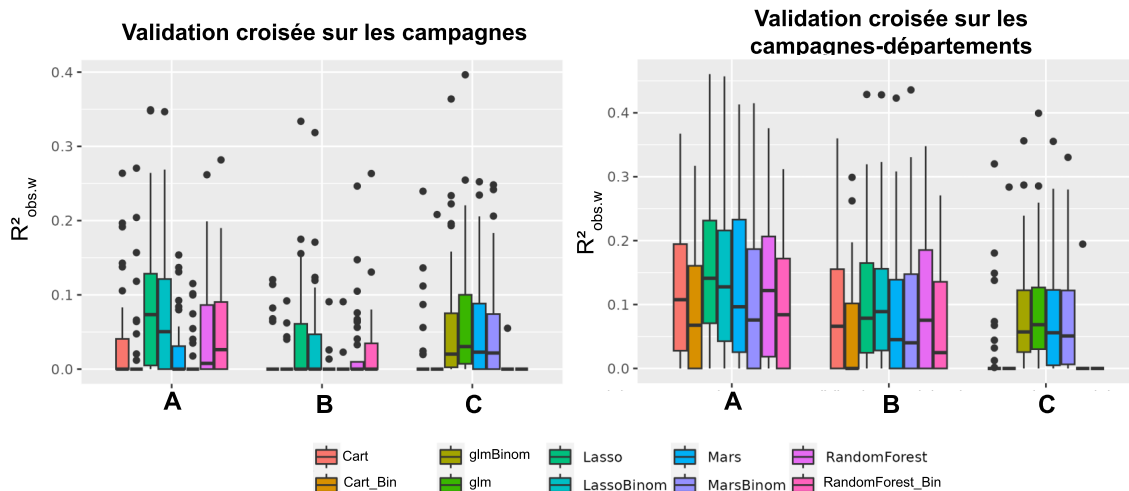 Validation croisée sur les campagnes
Validation croisée sur les
campagnes-départements
R²obs.w
0.4
0.3
0.2
0.1
0.0
A
B
C
R²obs.w
0.4
0.3
0.2
0.1
0.0
A
B
C
Cart
glmBinom
Lasso
Mars
RandomForest
Cart_Bin
glm
LassoBinom
MarsBinom
RandomForest_Bin